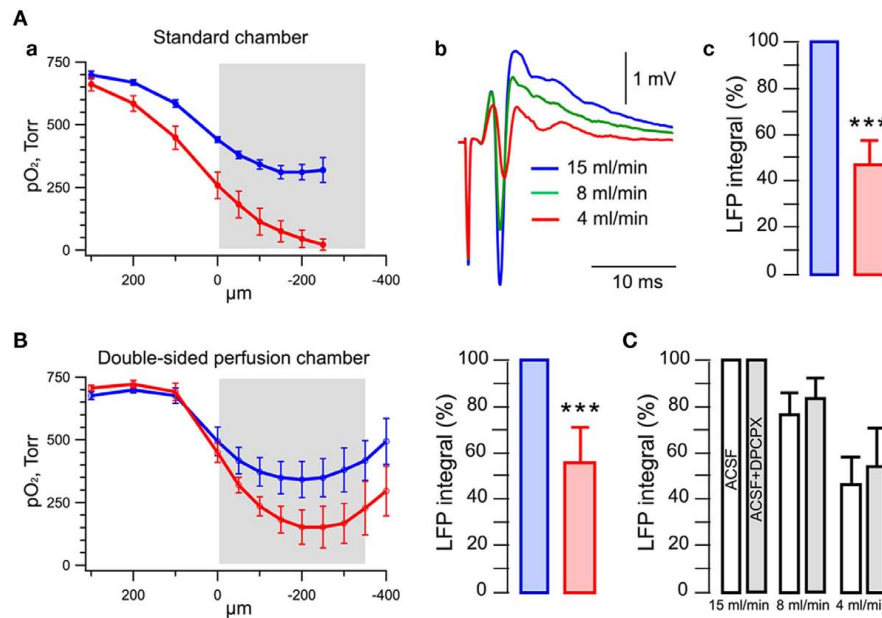 A
a
Standard chamber
pO₂, Torr
750
500
250
0
200
0
-200
-400
µm
b
1 mV
15 ml/min
8 ml/min
4 ml/min
10 ms
c
LFP integral (%)
100
80
60
40
20
0
***
B
Double-sided perfusion chamber
pO₂, Torr
750
500
250
0
200
0
-200
-400
µm
LFP integral (%)
100
80
60
40
20
0
***
C
LFP integral (%)
100
80
60
40
20
0
ACSF
ACSF+DPCPX
15 ml/min
8 ml/min
4 ml/mi